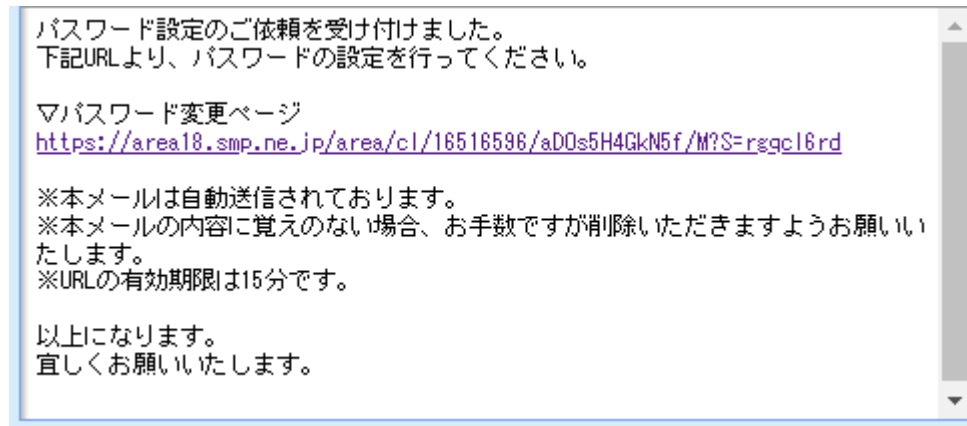 パスワード設定のご依頼を受け付けました。
下記URLより、パスワードの設定を行ってください。
▽パスワード変更ページ
https://area18.smp.ne.jp/area/cl/16516596/aDOs5H4GkN5f/M?S=rgqcl6rd
※本メールは自動送信されております。
※本メールの内容に覚えのない場合、お手数ですが削除いただきますようお願いい
たします。
※URLの有効期限は15分です。
以上になります。
宜しくお願いいたします。